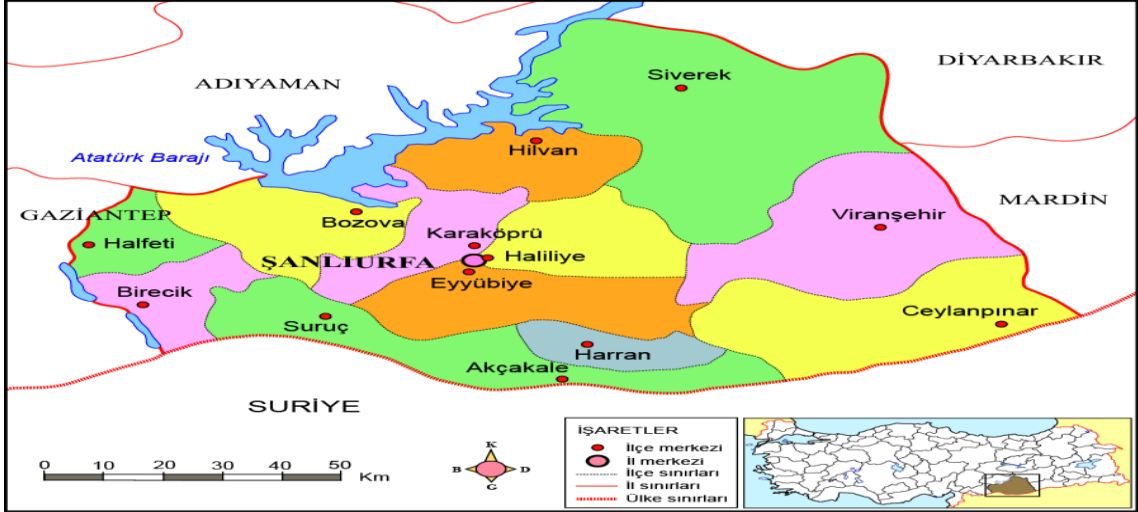 DİYARBAKIR
Siverek
ADIYAMAN
Hilvan
Atatürk Barajı
MARDİN
GAZİANTEP
Viranşehir
Bozova
Karaköprü
Halfeti
ŞANLIURFA
Haliliye
Eyyübiye
Birecik
Ceylanpınar
Suruç
Harran
Akçakale
SURİYE
İŞARETLER
İlçe merkezi
İl merkezi
İlçe sınırları
İl sınırları
Ülke sınırları
K
B
D
G
0 10 20 30 40 50
Km